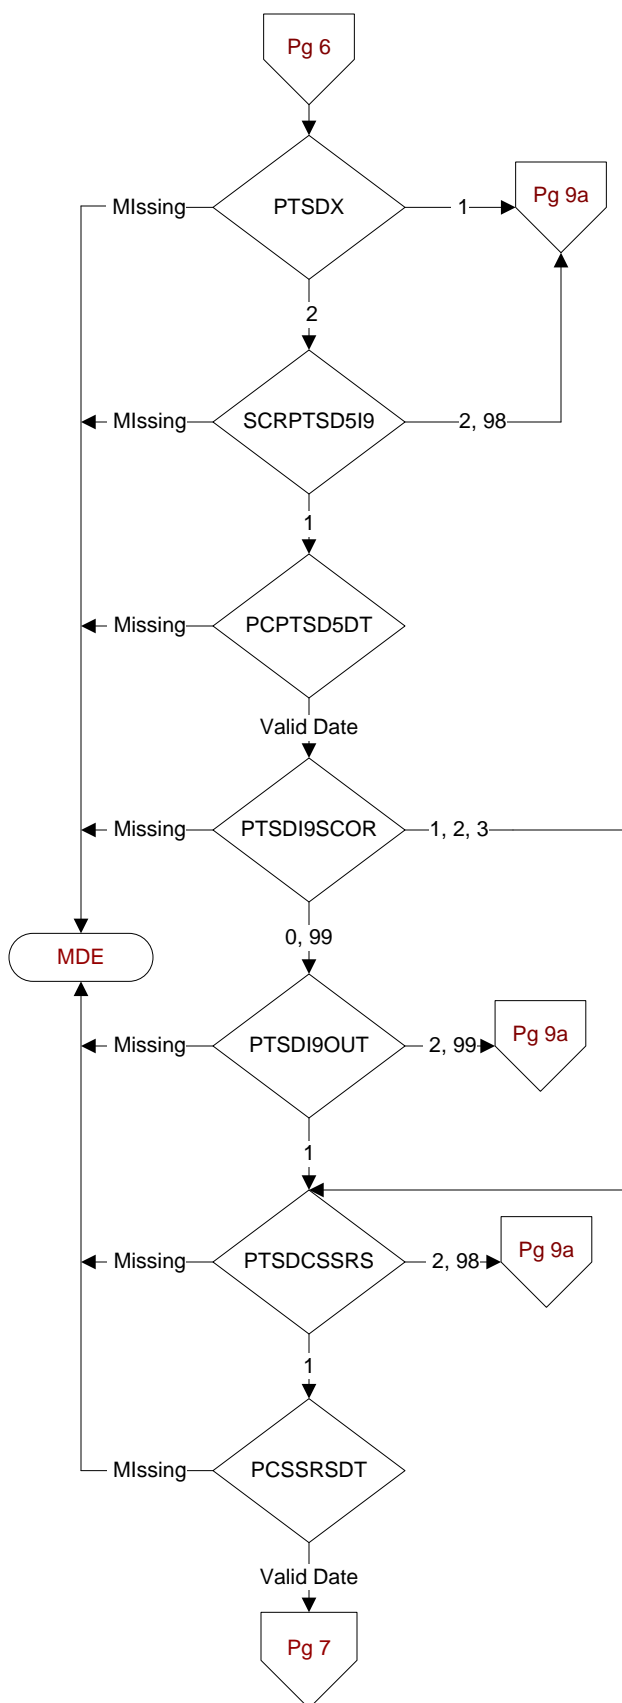 Pg 6
MIssing
PTSDX
1
Pg 9a
2
MIssing
SCRPTSD5I9
2, 98
1
Missing
PCPTSD5DT
Valid Date
Missing
PTSDI9SCOR
1, 2, 3
0, 99
MDE
Missing
PTSDI9OUT
2, 99
Pg 9a
1
Missing
PTSDCSSRS
2, 98
Pg 9a
1
MIssing
PCSSRSDT
Valid Date
Pg 7